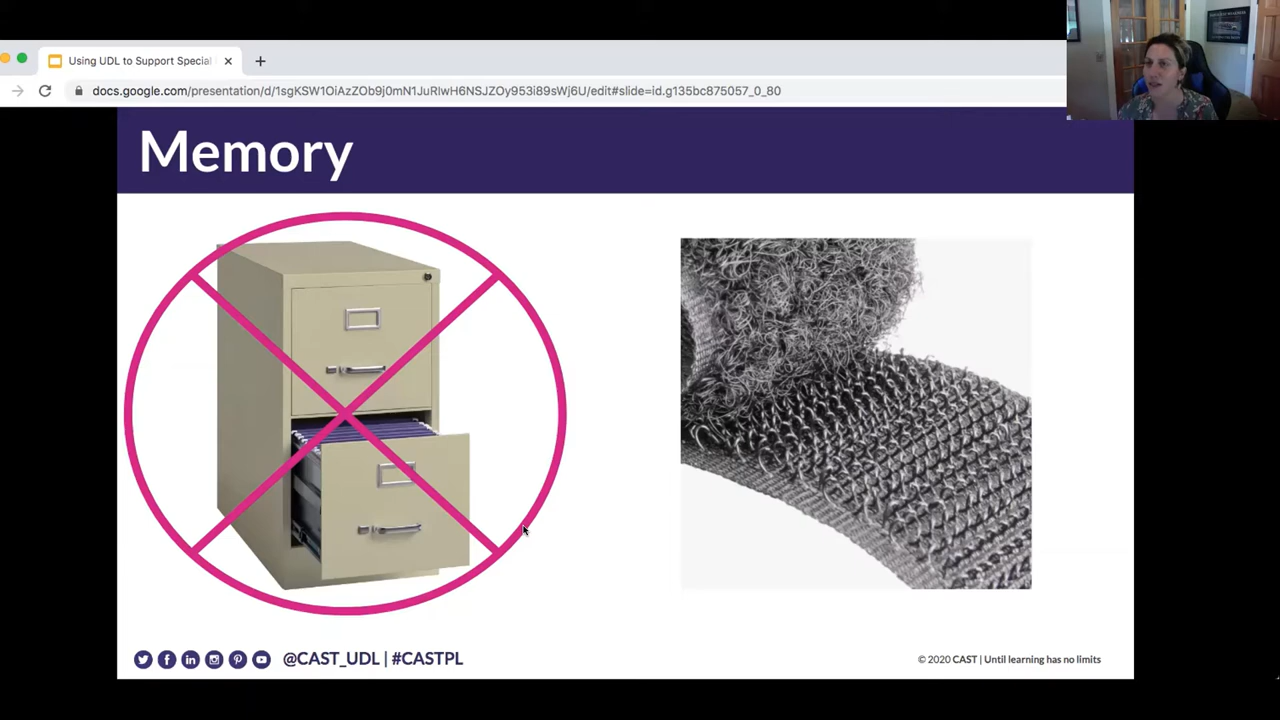 Using UDL to Support Special
docs.google.com/presentation/d/1sgKSW1OiAzZOb9j0mN1JuRlwH6NSJZOy953i89sWj6U/edit#slide=id.g135bc875057_0_80
Memory
@CAST_UDL | #CASTPL
© 2020 CAST | Until learning has no limits